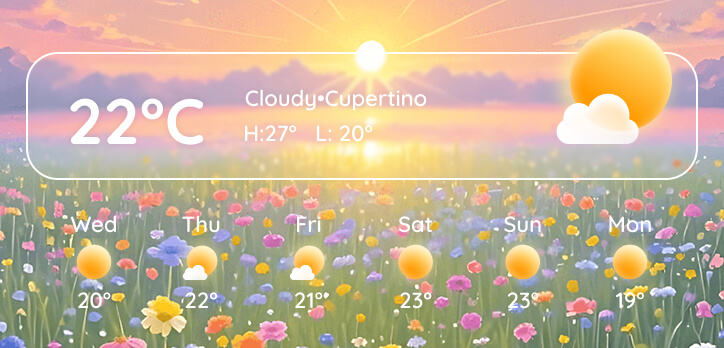 22°C
Cloudy•Cupertino
H:27° L: 20°
Wed Thu Fri Sat Sun Mon
20° 22° 21° 23° 23° 19°